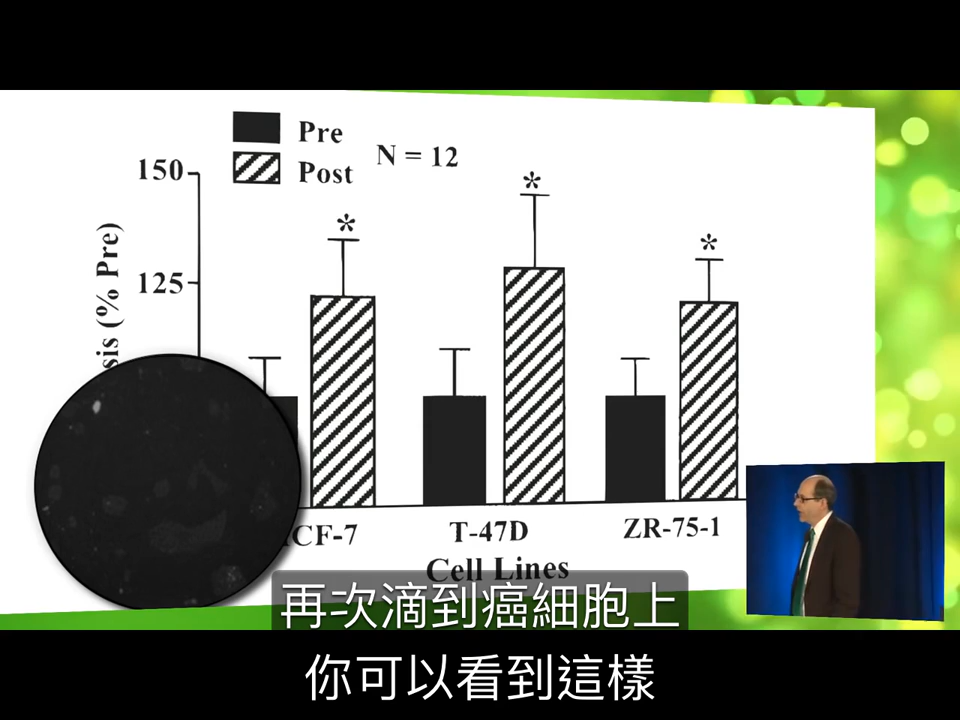 Pre
Post
N = 12
150
125
sis (% Pre)
CF-7
T-47D
ZR-75-1
Cell Lines
再次滴到癌細胞上
你可以看到這樣